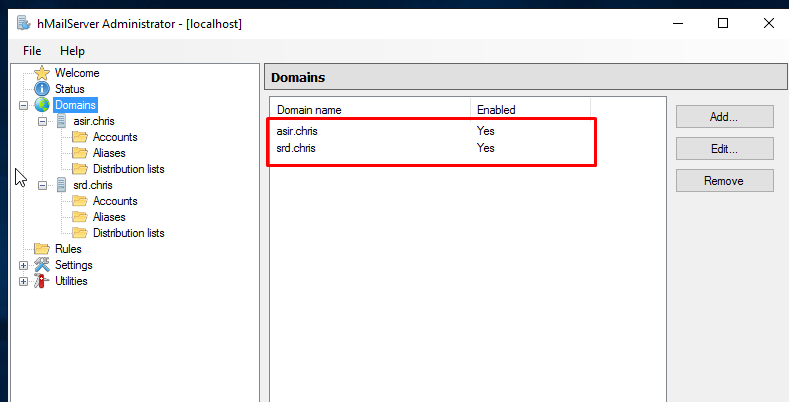 hMailServer Administrator - [localhost]
File Help
Welcome
Status
Domains
asir.chris
Accounts
Aliases
Distribution lists
srd.chris
Accounts
Aliases
Distribution lists
Rules
Settings
Utilities
Domains
Domain name Enabled
asir.chris Yes
srd.chris Yes
Add...
Edit...
Remove